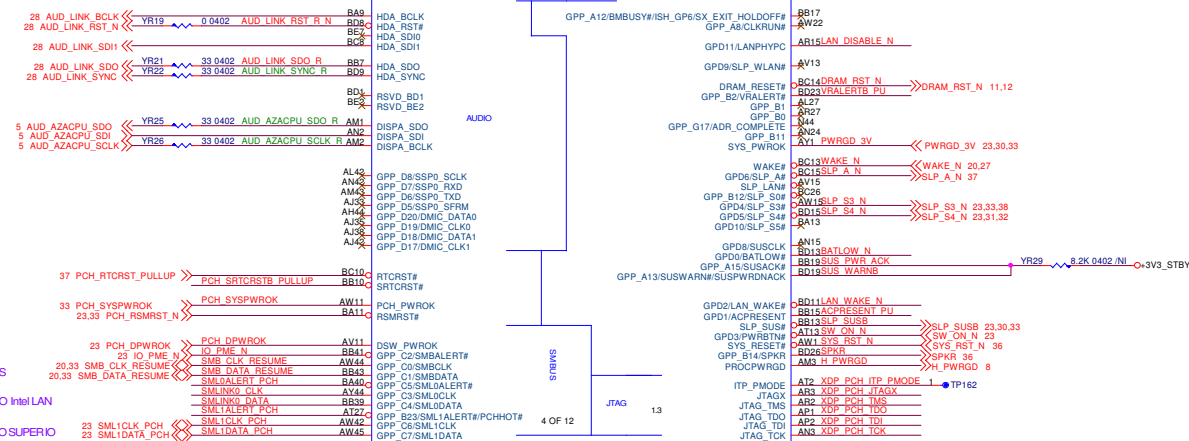 28 AUD_LINK_BCLK BA9 HDA_BCLK
28 AUD_LINK_RST_N YR19 0 0402 AUD_LINK_RST_R_N BD8 HDA_RST#
BE7 HDA_SDI0
28 AUD_LINK_SDI1 BC8 HDA_SDI1
28 AUD_LINK_SDO YR21 33 0402 AUD_LINK_SDO_R BB7 HDA_SDO
28 AUD_LINK_SYNC YR22 33 0402 AUD_LINK_SYNC_R BD9 HDA_SYNC
BD1 RSVD_BD1
BE2 RSVD_BE2
AUDIO
5 AUD_AZACPU_SDO YR25 33 0402 AUD_AZACPU_SDO_R AM1 DISPA_SDO
5 AUD_AZACPU_SDI AN2 DISPA_SDI
5 AUD_AZACPU_SCLK YR26 33 0402 AUD_AZACPU_SCLK_R AM2 DISPA_BCLK
AL42 GPP_D8/SSP0_SCLK
AN42 GPP_D7/SSP0_RXD
AM43 GPP_D6/SSP0_TXD
AJ33 GPP_D5/SSP0_SFRM
AH44 GPP_D20/DMIC_DATA0
AJ35 GPP_D19/DMIC_CLK0
AJ38 GPP_D18/DMIC_DATA1
AJ42 GPP_D17/DMIC_CLK1
37 PCH_RTCRST_PULLUP BC10 RTCRST#
PCH_SRTCRSTB_PULLUP BB10 SRTCRST#
33 PCH_SYSPWROK PCH_SYSPWROK AW11 PCH_PWROK
23,33 PCH_RSMRST_N BA11 RSMRST#
23 PCH_DPWROK PCH_DPWROK AV11 DSW_PWROK
23 IO_PME_N IO_PME_N BB41 GPP_C2/SMBALERT#
20,33 SMB_CLK_RESUME SMB_CLK_RESUME AW44 GPP_C0/SMBCLK
20,33 SMB_DATA_RESUME SMB_DATA_RESUME BB43 GPP_C1/SMBDATA
S
SML0ALERT_PCH BA40 GPP_C5/SML0ALERT#
SMLINK0_CLK AY44 GPP_C3/SML0CLK
O Intel LAN
SMLINK0_DATA BB39 GPP_C4/SML0DATA
SML1ALERT_PCH AT27 GPP_B23/SML1ALERT#/PCHHOT#
23 SML1CLK_PCH SML1CLK_PCH AW42 GPP_C6/SML1CLK
O SUPERIO
23 SML1DATA_PCH SML1DATA_PCH AW45 GPP_C7/SML1DATA
SMBUS
JTAG
1.3
4 OF 12
GPP_A12/BMBUSY#/ISH_GP6/SX_EXIT_HOLDOFF# BB17
GPP_A8/CLKRUN# AW22
GPD11/LANPHYPC AR15 LAN_DISABLE_N
GPD9/SLP_WLAN# AV13
DRAM_RESET# BC14 DRAM_RST_N DRAM_RST_N 11,12
GPP_B2/VRALERT# BD23 VRALERTB_PU
GPP_B1 AL27
GPP_B0 AR27
GPP_G17/ADR_COMPLETE N44
GPP_B11 AN24
SYS_PWROK AY1 PWRGD_3V PWRGD_3V 23,30,33
WAKE# BC13 WAKE_N WAKE_N 20,27
GPD6/SLP_A# BC15 SLP_A_N SLP_A_N 37
SLP_LAN# AV15
GPP_B12/SLP_S0# BC26
GPD4/SLP_S3# AW15 SLP_S3_N SLP_S3_N 23,33,38
GPD5/SLP_S4# BD15 SLP_S4_N SLP_S4_N 23,31,32
GPD10/SLP_S5# BA13
GPD8/SUSCLK AN15
GPD0/BATLOW# BD13 BATLOW_N
GPP_A15/SUSACK# BB19 SUS_PWR_ACK YR29 8.2K 0402 /NI +3V3_STBY
GPP_A13/SUSWARN#/SUSPWRDNACK BD19 SUS_WARNB
GPD2/LAN_WAKE# BD11 LAN_WAKE_N
GPD1/ACPRESENT BB15 ACPRESENT_PU
SLP_SUS# BB13 SLP_SUSB SLP_SUSB 23,30,33
GPD3/PWRBTN# AT13 SW_ON_N SW_ON_N 23
SYS_RESET# AW1 SYS_RST_N SYS_RST_N 36
GPP_B14/SPKR BD26 SPKR SPKR 36
PROCPWRGD AM3 H_PWRGD H_PWRGD 8
ITP_PMODE AT2 XDP_PCH_ITP_PMODE 1 TP162
JTAGX AR3 XDP_PCH_JTAGX
JTAG_TMS AR2 XDP_PCH_TMS
JTAG_TDO AP1 XDP_PCH_TDO
JTAG_TDI AP2 XDP_PCH_TDI
JTAG_TCK AN3 XDP_PCH_TCK